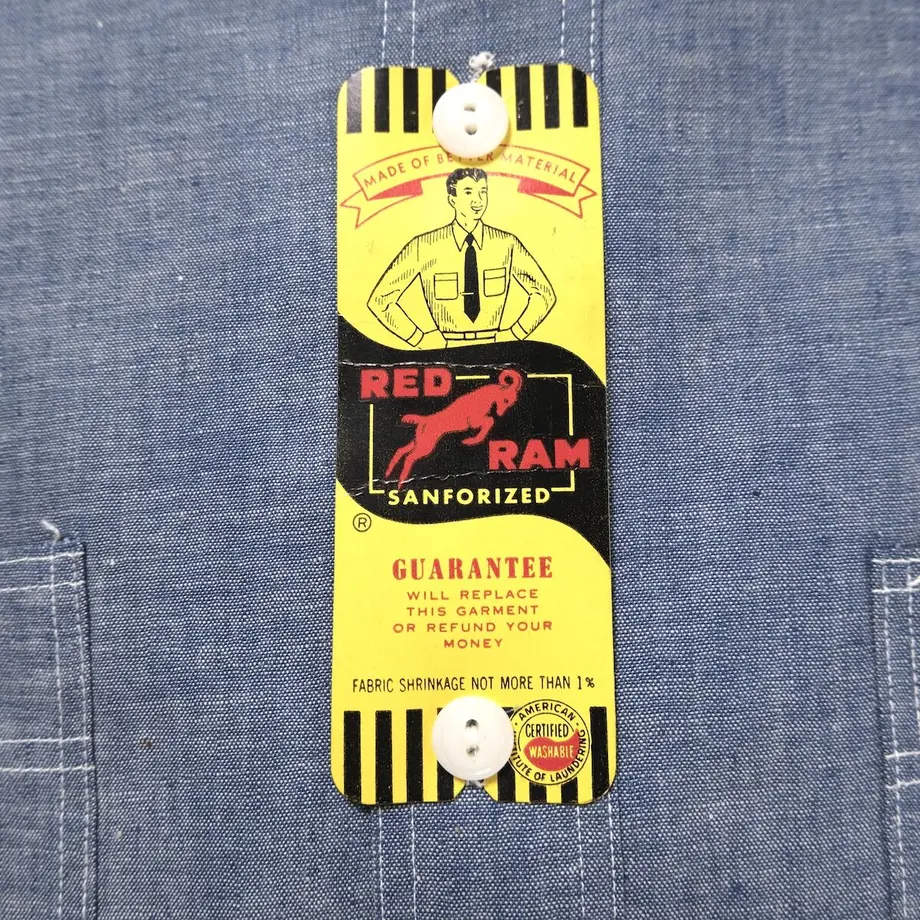 MADE OF BETTER MATERIAL
RED
RAM
SANFORIZED
®
GUARANTEE
WILL REPLACE
THIS GARMENT
OR REFUND YOUR
MONEY
FABRIC SHRINKAGE NOT MORE THAN 1%
AMERICAN
CERTIFIED
WASHABLE
OF LAUNDERING